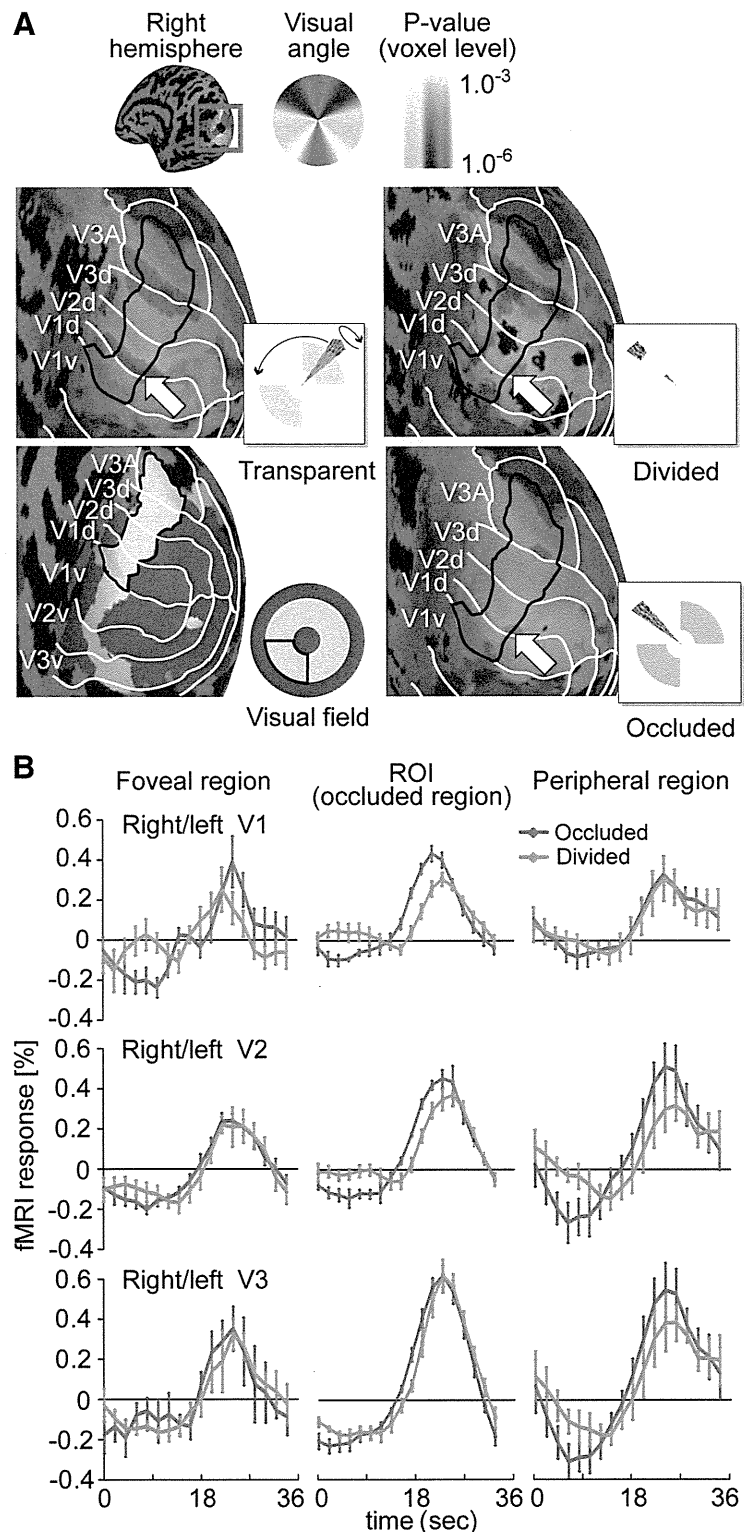 A
Right
hemisphere
Visual
angle
P-value
(voxel level)
1.0-3
1.0-6
V3A
V3d
V2d
V1d
V1v
Transparent
V3A
V3d
V2d
V1d
V1v
Divided
V3A
V3d
V2d
V1d
V1v
V2v
V3v
Visual field
V3A
V3d
V2d
V1d
V1v
Occluded
B
Foveal region
ROI
(occluded region)
Peripheral region
Right/left V1
Occluded
Divided
0.6
0.4
0.2
0
-0.2
-0.4
Right/left V2
0.6
0.4
0.2
0
-0.2
-0.4
Right/left V3
0.6
0.4
0.2
0
-0.2
-0.4
fMRI response [%]
0 18 36
0 18 36
0 18 36
time (sec)